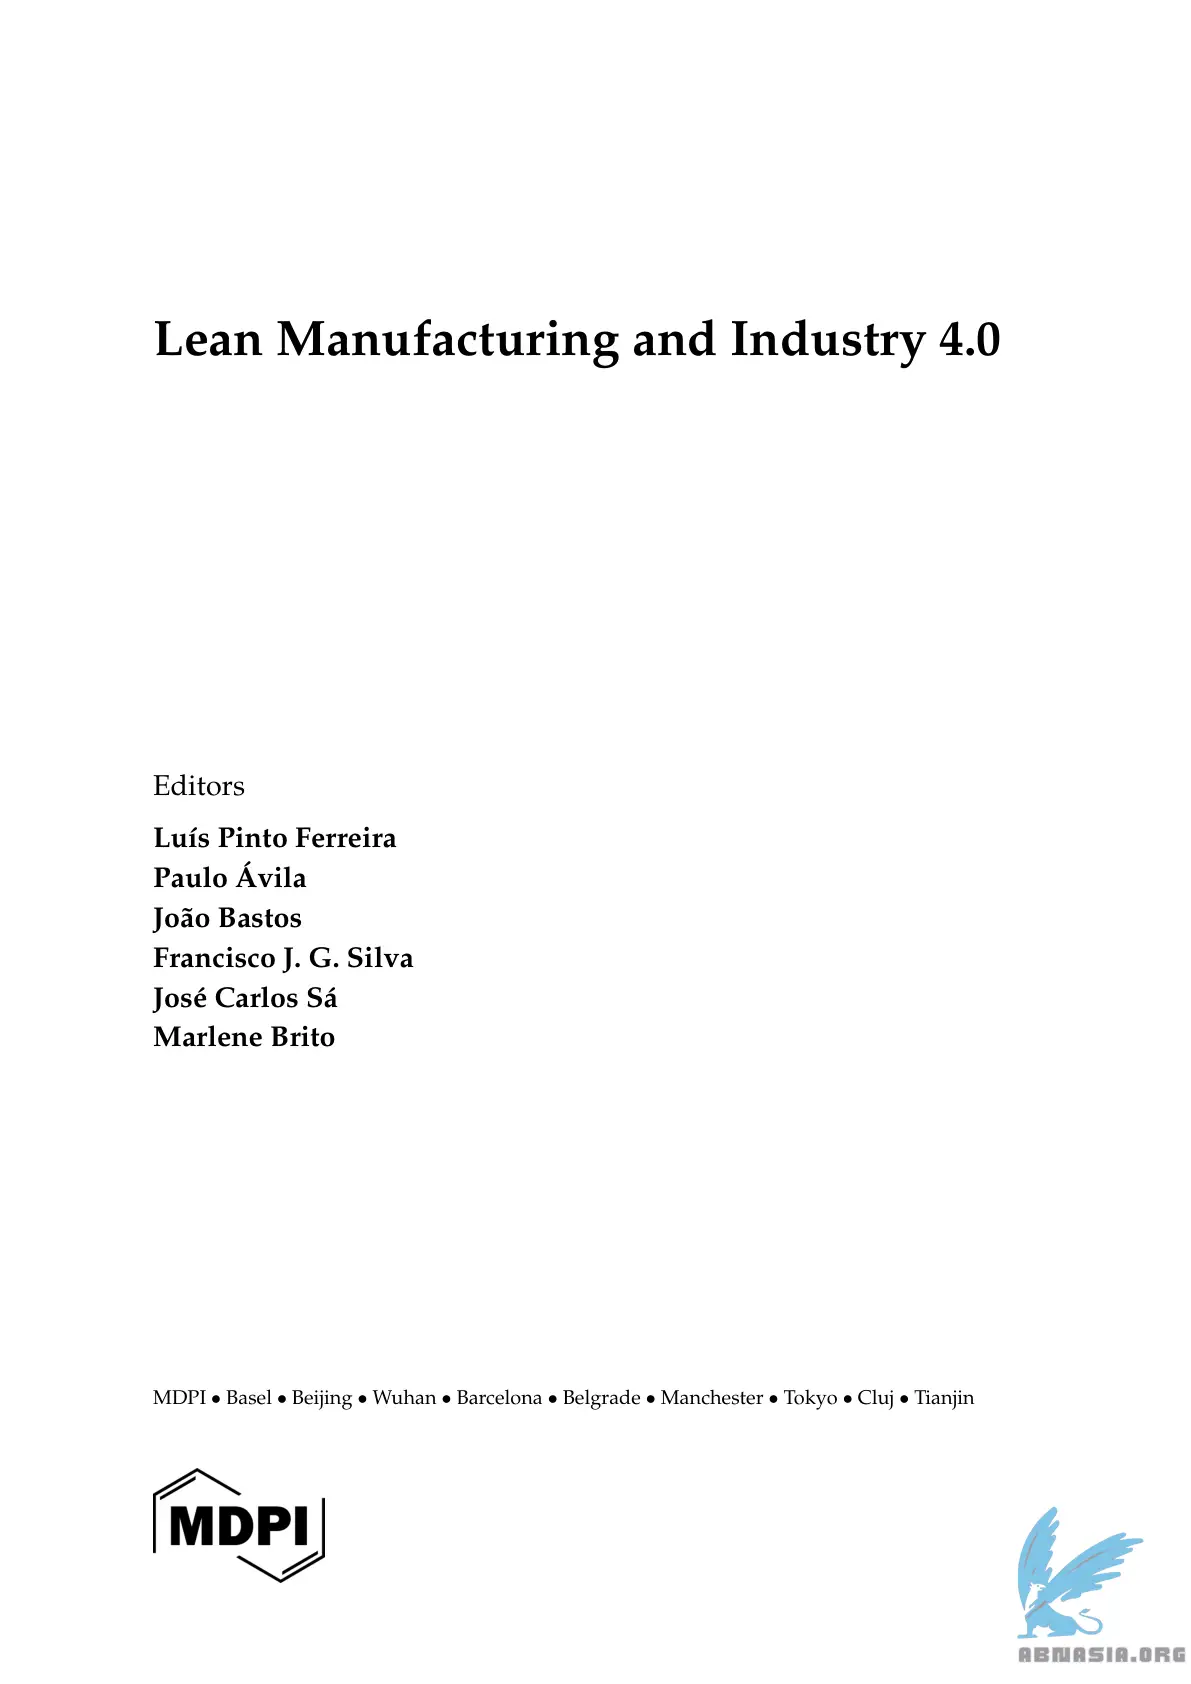 Lean Manufacturing and Industry 4.0
Editors
Luís Pinto Ferreira
Paulo Ávila
João Bastos
Francisco J. G. Silva
José Carlos Sá
Marlene Brito
MDPI • Basel • Beijing • Wuhan • Barcelona • Belgrade • Manchester • Tokyo • Cluj • Tianjin
MDPI
ABNASIA.ORG